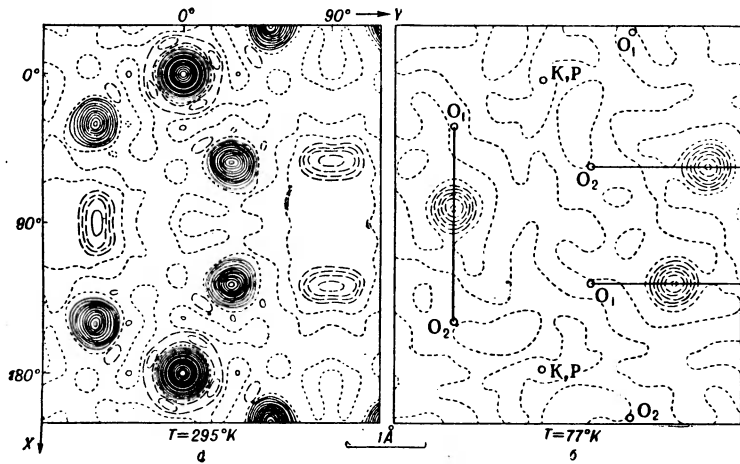 0° 90° → Y
0°
90°
180°
X
T=295°K
а
1Å
O₁
K,P
O₁
O₂
O₁
O₂
K,P
O₂
T=77°K
б